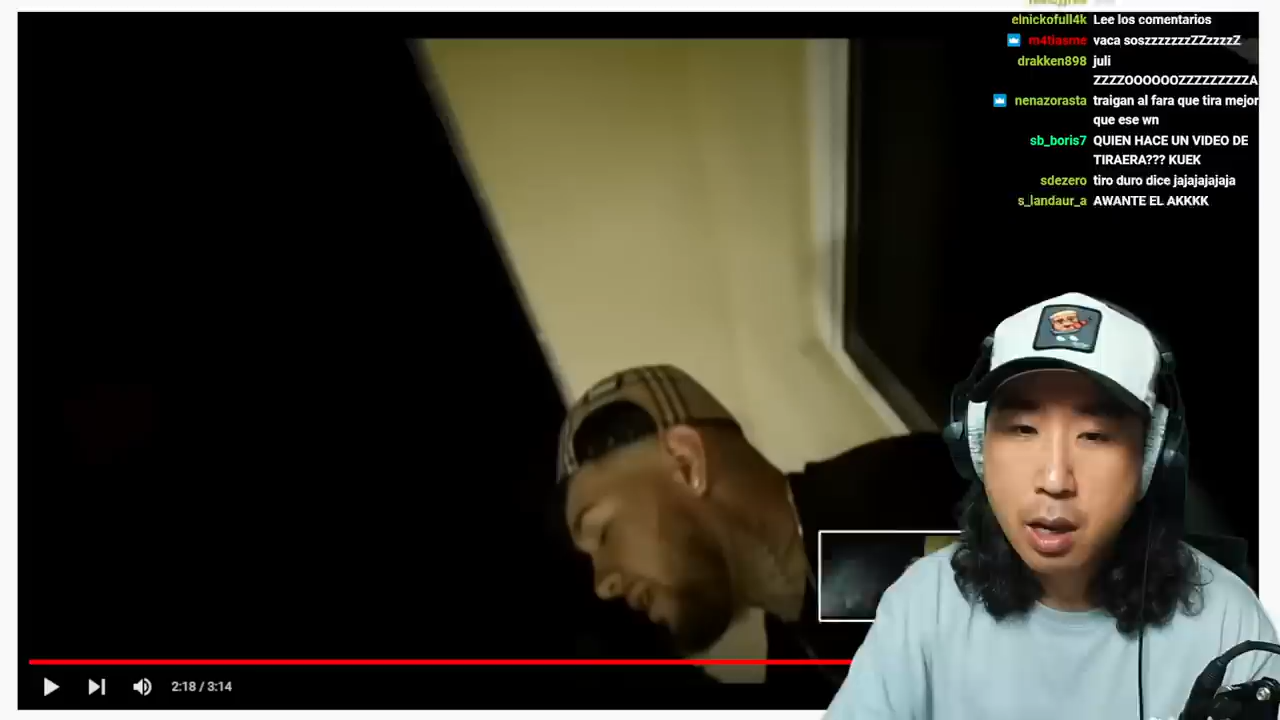 elnickofull4k Lee los comentarios
m4tiasme vaca soszzzzzzzZZzzzzZ
drakken898 juli
ZZZZOOOOOOZZZZZZZZZA
nenazorasta traigan al fara que tira mejor
que ese wn
sb_boris7 QUIEN HACE UN VIDEO DE
TIRAERA??? KUEK
sdezero tiro duro dice jajajajajaja
s_landaur_a AWANTE EL AKKKK
2:18 / 3:14